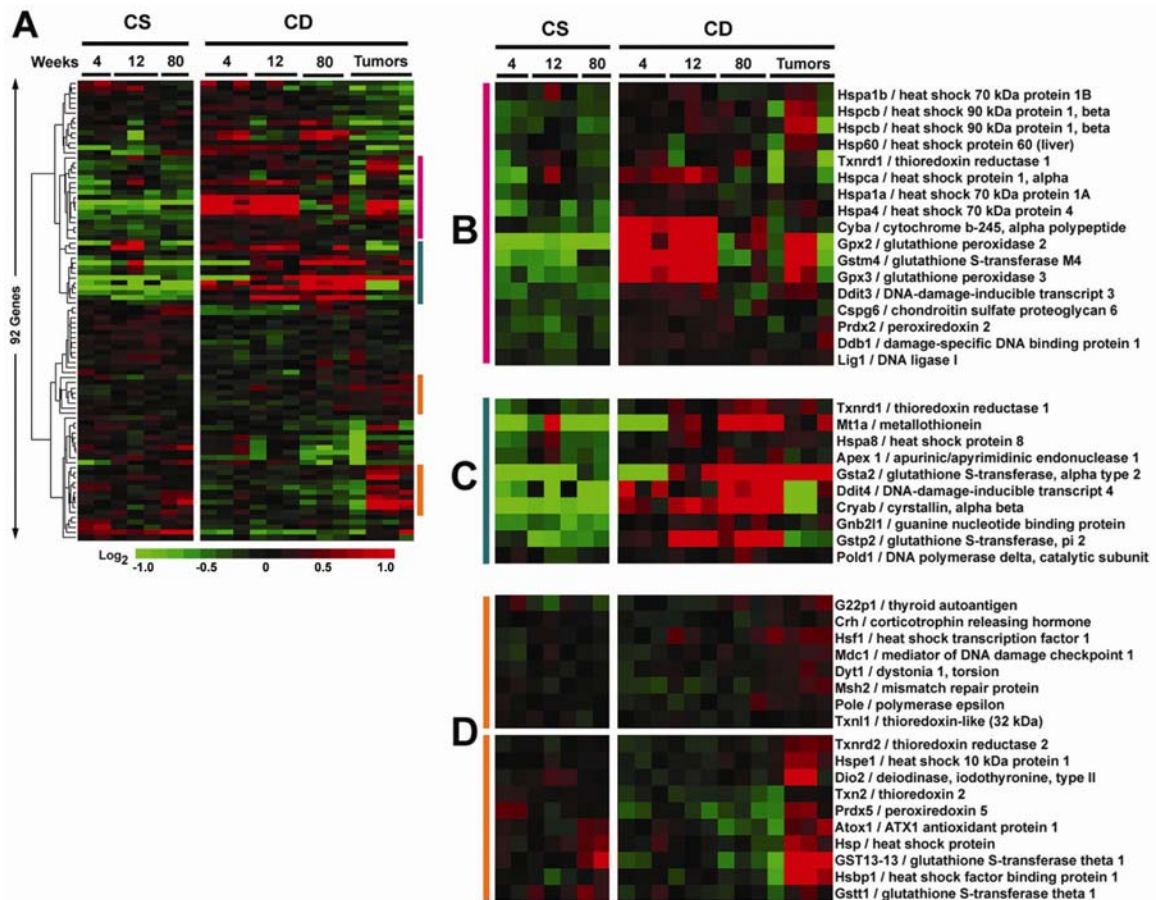 A
CS
CD
Weeks 4 12 80 4 12 80 Tumors
92 Genes
Log2 -1.0 -0.5 0 0.5 1.0
CS
CD
4 12 80 4 12 80 Tumors
B
Hspa1b / heat shock 70 kDa protein 1B
Hspcb / heat shock 90 kDa protein 1, beta
Hspcb / heat shock 90 kDa protein 1, beta
Hsp60 / heat shock protein 60 (liver)
Txnrd1 / thioredoxin reductase 1
Hspca / heat shock protein 1, alpha
Hspa1a / heat shock 70 kDa protein 1A
Hspa4 / heat shock 70 kDa protein 4
Cyba / cytochrome b-245, alpha polypeptide
Gpx2 / glutathione peroxidase 2
Gstm4 / glutathione S-transferase M4
Gpx3 / glutathione peroxidase 3
Ddit3 / DNA-damage-inducible transcript 3
Cspg6 / chondroitin sulfate proteoglycan 6
Prdx2 / peroxiredoxin 2
Ddb1 / damage-specific DNA binding protein 1
Lig1 / DNA ligase I
C
Txnrd1 / thioredoxin reductase 1
Mt1a / metallothionein
Hspa8 / heat shock protein 8
Apex 1 / apurinic/apyrimidinic endonuclease 1
Gsta2 / glutathione S-transferase, alpha type 2
Ddit4 / DNA-damage-inducible transcript 4
Cryab / cyrstallin, alpha beta
Gnb2l1 / guanine nucleotide binding protein
Gstp2 / glutathione S-transferase, pi 2
Pold1 / DNA polymerase delta, catalytic subunit
D
G22p1 / thyroid autoantigen
Crh / corticotrophin releasing hormone
Hsf1 / heat shock transcription factor 1
Mdc1 / mediator of DNA damage checkpoint 1
Dyt1 / dystonia 1, torsion
Msh2 / mismatch repair protein
Pole / polymerase epsilon
Txnl1 / thioredoxin-like (32 kDa)
Txnrd2 / thioredoxin reductase 2
Hspe1 / heat shock 10 kDa protein 1
Dio2 / deiodinase, iodothyronine, type II
Txn2 / thioredoxin 2
Prdx5 / peroxiredoxin 5
Atox1 / ATX1 antioxidant protein 1
Hsp / heat shock protein
GST13-13 / glutathione S-transferase theta 1
Hsbp1 / heat shock factor binding protein 1
Gstt1 / glutathione S-transferase theta 1